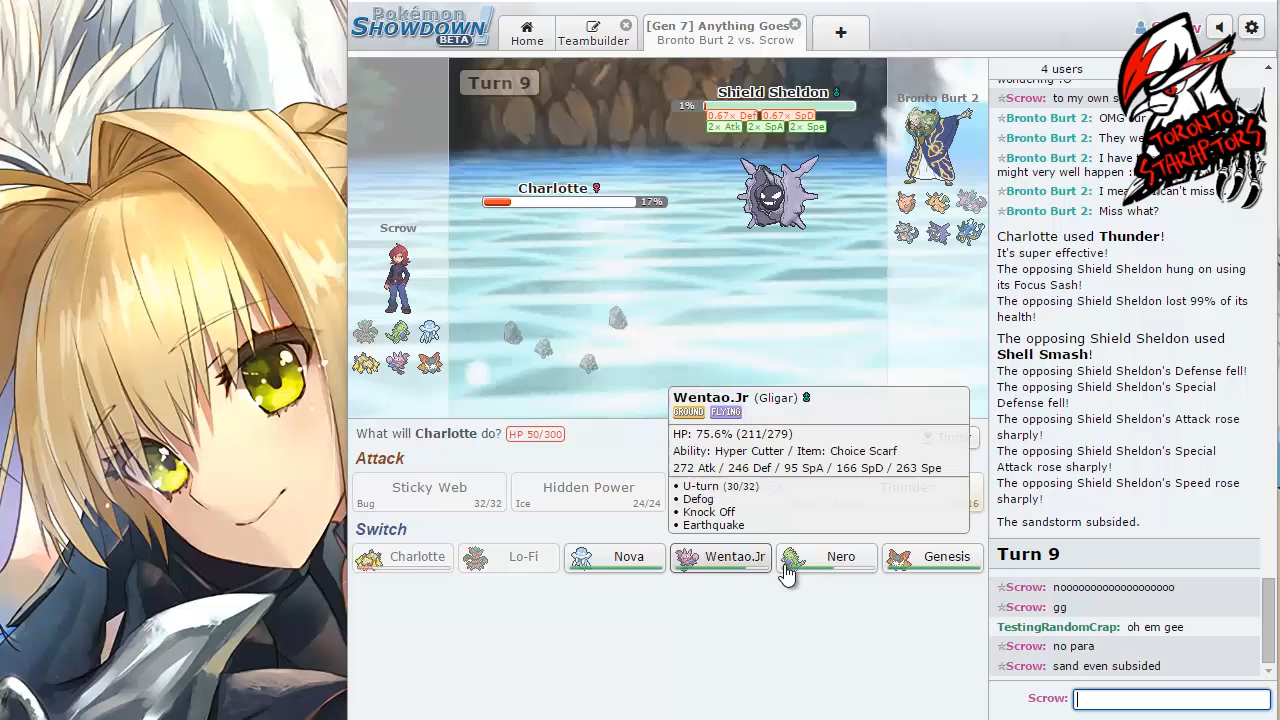 Pokémon
SHOWDOWN!
BETA
Home
Teambuilder
[Gen 7] Anything Goes
Bronto Burt 2 vs. Scrow
+
TORONTO
STARAPTORS
Turn 9
Shield Sheldon
1%
0.67× Def 0.67× SpD
2× Atk 2× SpA 2× Spe
Charlotte
17%
Scrow
Bronto Burt 2
4 users
Scrow: to my own s
Bronto Burt 2: OMG
Bronto Burt 2: They we
Bronto Burt 2: I have
might very well happen :
Bronto Burt 2: I mea
't miss
Bronto Burt 2: Miss what?
Charlotte used Thunder!
It's super effective!
The opposing Shield Sheldon hung on using
its Focus Sash!
The opposing Shield Sheldon lost 99% of its
health!
The opposing Shield Sheldon used
Shell Smash!
The opposing Shield Sheldon's Defense fell!
The opposing Shield Sheldon's Special
Defense fell!
The opposing Shield Sheldon's Attack rose
sharply!
The opposing Shield Sheldon's Special
Attack rose sharply!
The opposing Shield Sheldon's Speed rose
sharply!
The sandstorm subsided.
Turn 9
Scrow: nooooooooooooooooooo
Scrow: gg
TestingRandomCrap: oh em gee
Scrow: no para
Scrow: sand even subsided
Scrow:
What will Charlotte do? HP 50/300
Attack
Sticky Web
Bug 32/32
Hidden Power
Ice 24/24
Thunder
16
Wentao.Jr (Gligar)
GROUND FLYING
HP: 75.6% (211/279)
Ability: Hyper Cutter / Item: Choice Scarf
272 Atk / 246 Def / 95 SpA / 166 SpD / 263 Spe
• U-turn (30/32)
• Defog
• Knock Off
• Earthquake
Switch
Charlotte
Lo-Fi
Nova
Wentao.Jr
Nero
Genesis